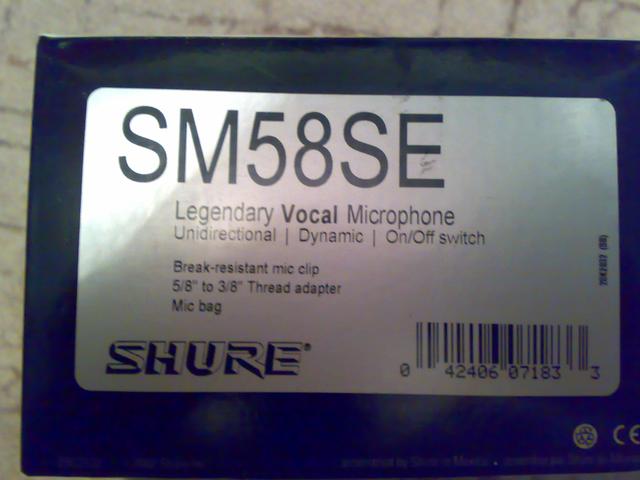 SM58SE
Legendary Vocal Microphone
Unidirectional | Dynamic | On/Off switch
Break-resistant mic clip
5/8" to 3/8" Thread adapter
Mic bag
SHURE®
0 42406 07183 3
CE